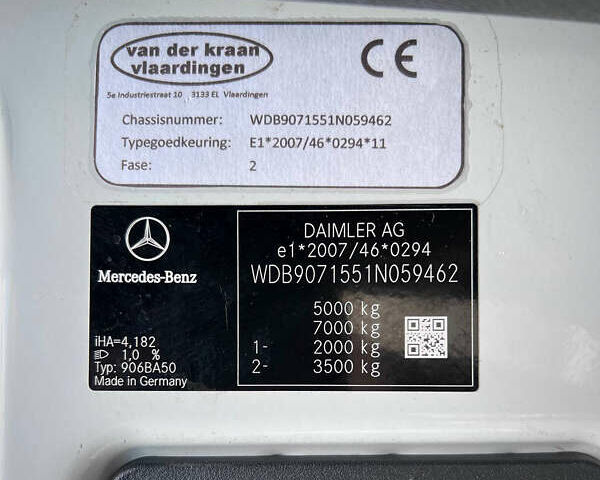 van der kraan
vlaardingen
CE
5e Industriestraat 10 3133 EL Vlaardingen
Chassisnummer: WDB9071551N059462
Typegoedkeuring: E1*2007/46*0294*11
Fase: 2
DAIMLER AG
e1*2007/46*0294
WDB9071551N059462
Mercedes-Benz
5000 kg
7000 kg
1- 2000 kg
2- 3500 kg
iHA=4,182
1,0 %
Typ: 906BA50
Made in Germany